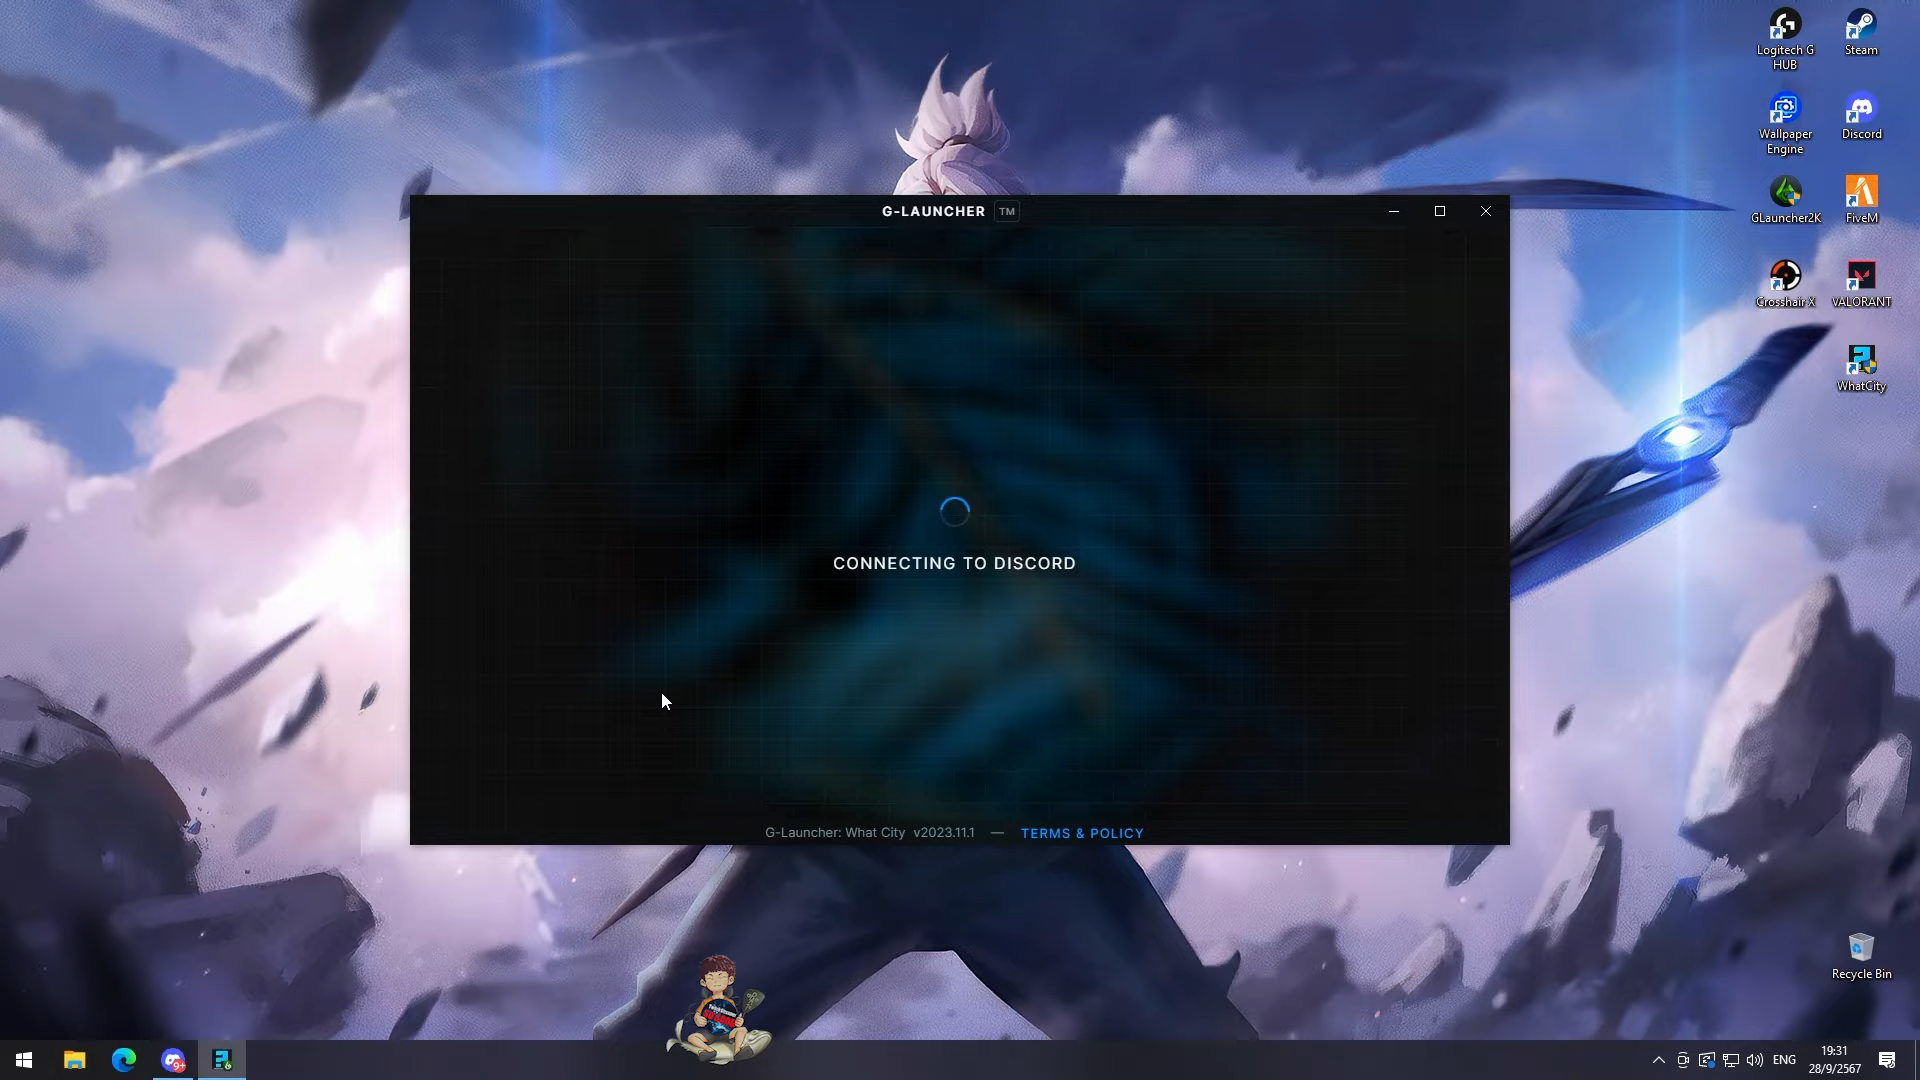 Logitech G
HUB
Steam
Wallpaper
Engine
Discord
GLauncher2K
FiveM
Crosshair X
VALORANT
WhatCity
G-LAUNCHER TM
CONNECTING TO DISCORD
G-Launcher: What City v2023.11.1 — TERMS & POLICY
Recycle Bin
9+
ENG
19:31
28/9/2567